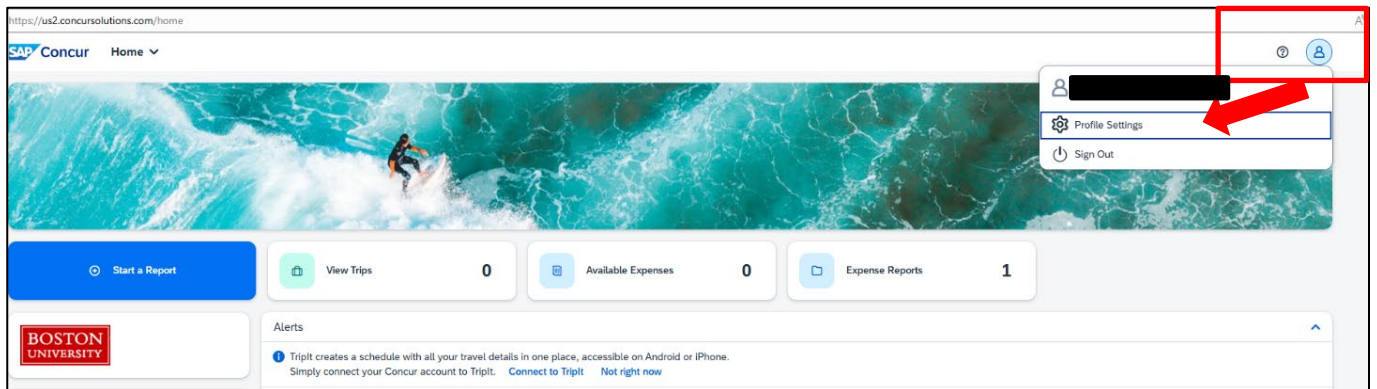 https://us2.concursolutions.com/home
SAP Concur Home
Profile Settings
Sign Out
Start a Report
View Trips 0
Available Expenses 0
Expense Reports 1
BOSTON
UNIVERSITY
Alerts
TripIt creates a schedule with all your travel details in one place, accessible on Android or iPhone.
Simply connect your Concur account to TripIt. Connect to TripIt Not right now